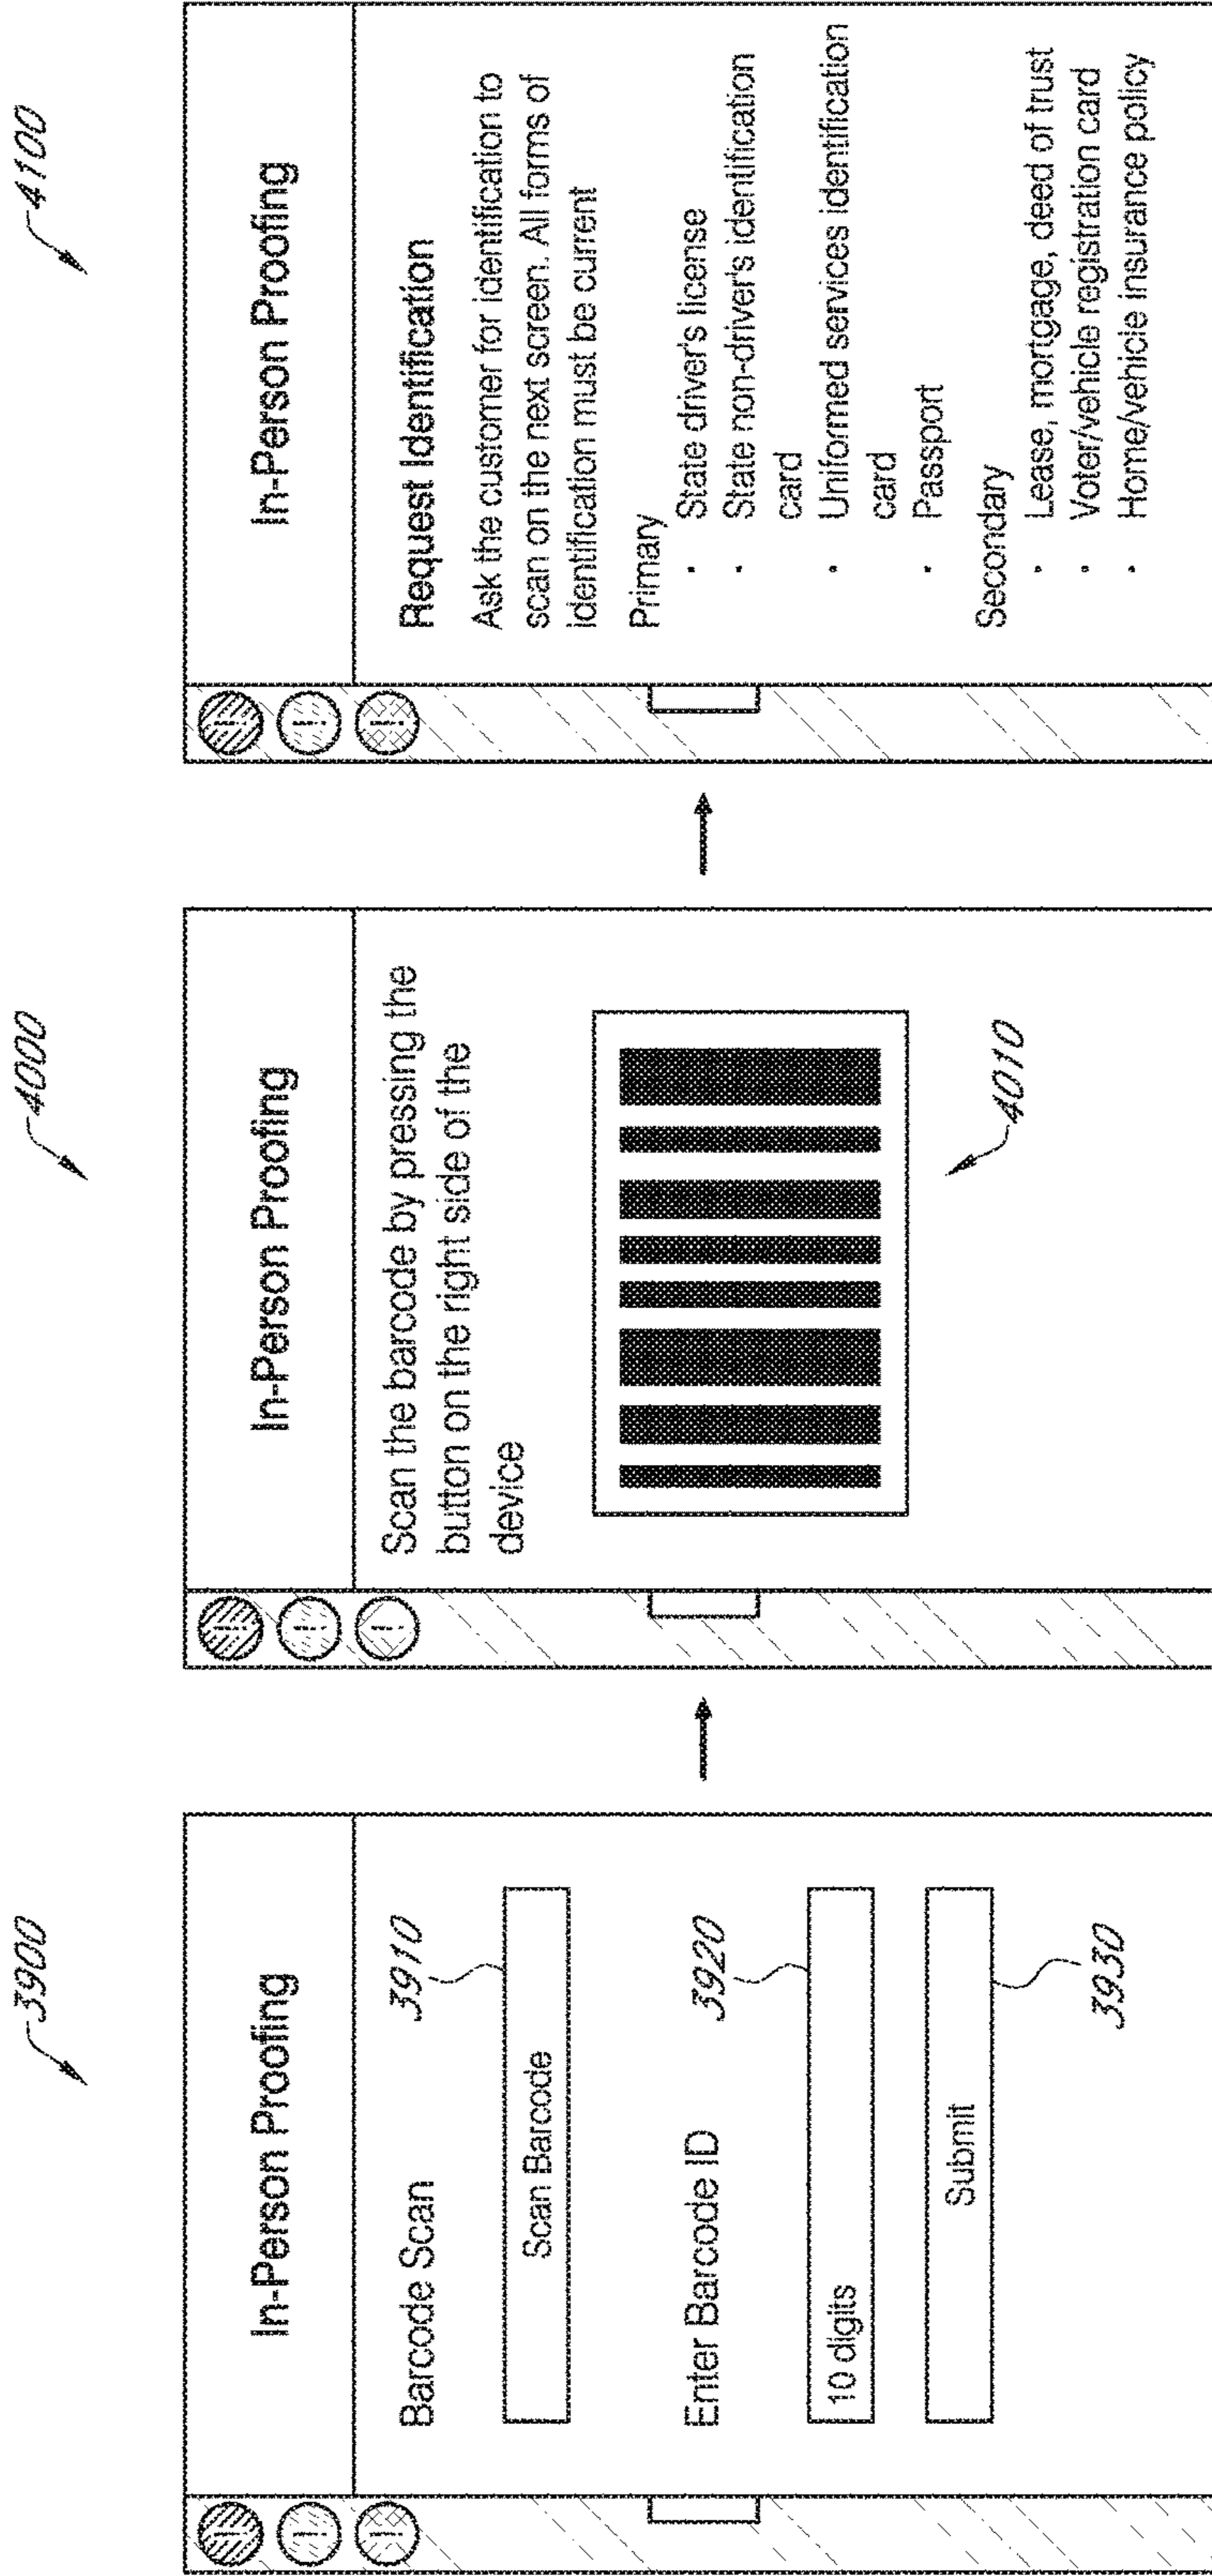 3900
In-Person Proofing
Barcode Scan
3910
Scan Barcode
Enter Barcode ID
3920
10 digits
Submit
3930
4000
In-Person Proofing
Scan the barcode by pressing the
button on the right side of the
device
4010
4100
In-Person Proofing
Request Identification
Ask the customer for identification to
scan on the next screen. All forms of
identification must be current
Primary
· State driver's license
· State non-driver's identification
card
· Uniformed services identification
card
· Passport
Secondary
· Lease, mortgage, deed of trust
· Voter/vehicle registration card
· Home/vehicle insurance policy